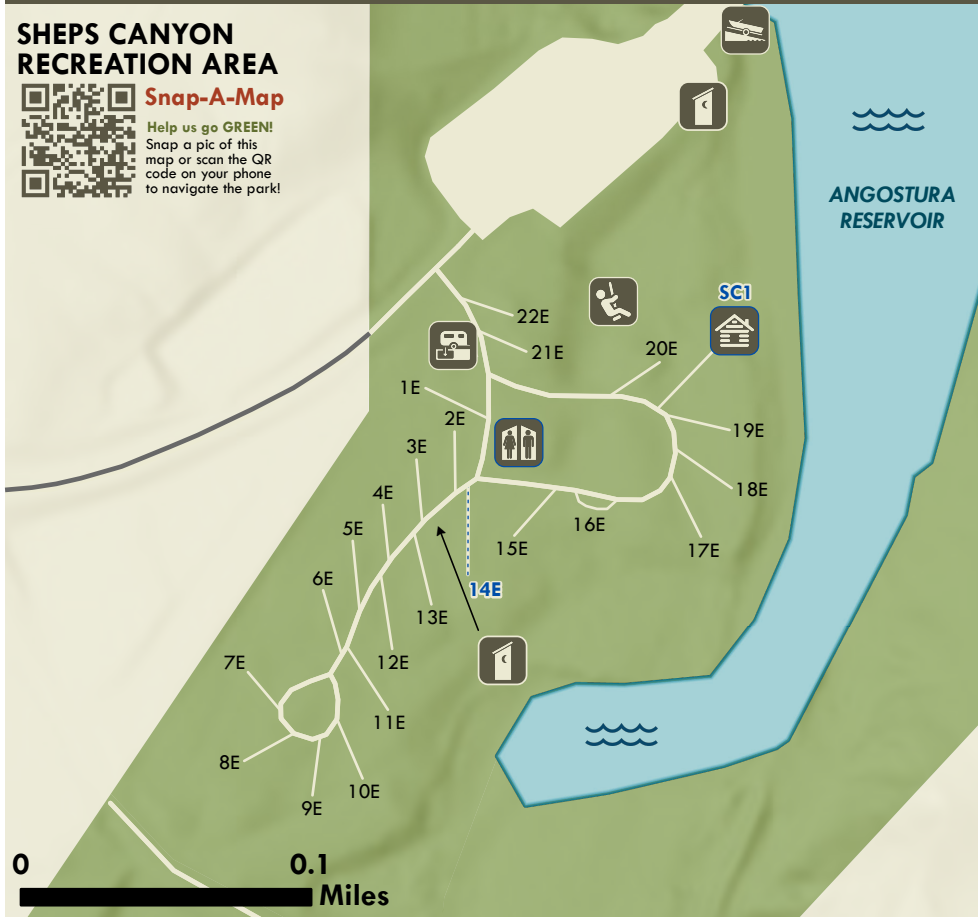 SHEPS CANYON
RECREATION AREA
Snap-A-Map
Help us go GREEN!
Snap a pic of this
map or scan the QR
code on your phone
to navigate the park!
ANGOSTURA
RESERVOIR
SC1
22E
21E
20E
1E
2E
19E
3E
18E
4E
16E
5E
15E
17E
6E
14E
13E
12E
7E
11E
8E
10E
9E
0
0.1
Miles